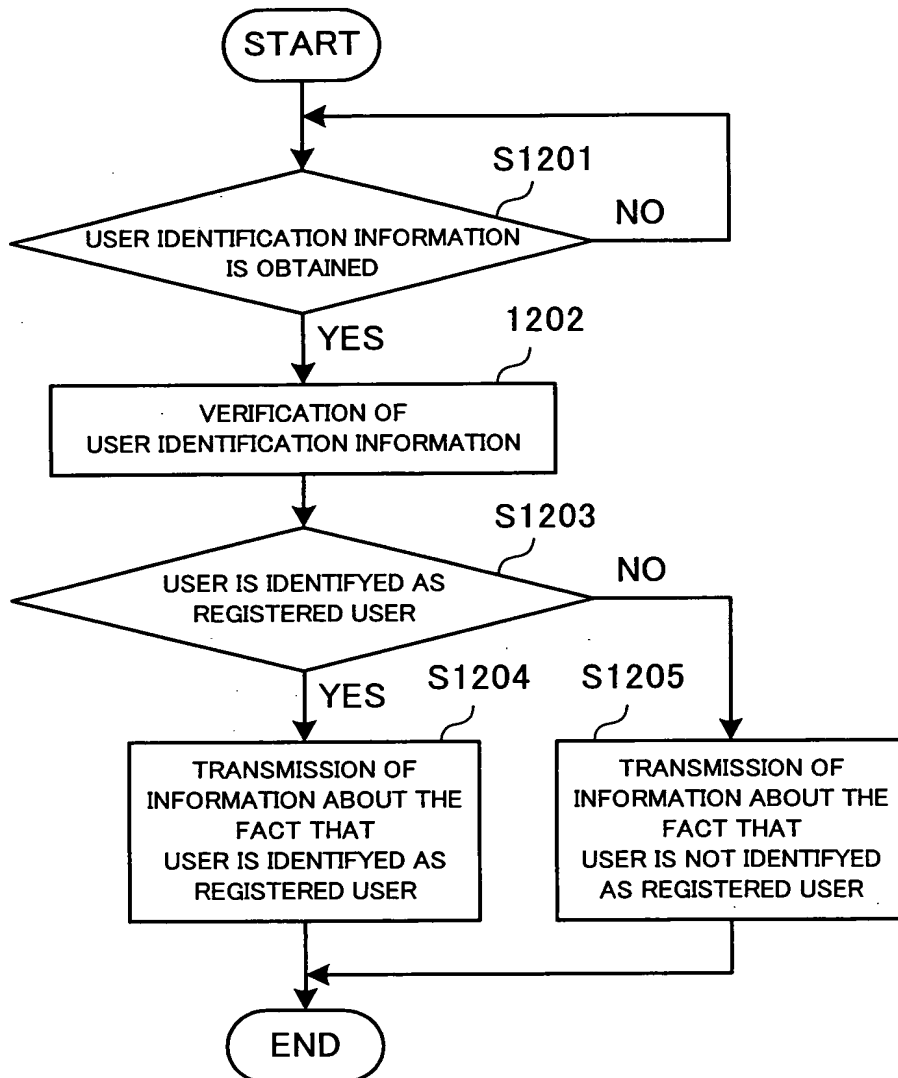 START
S1201
NO
USER IDENTIFICATION INFORMATION
IS OBTAINED
YES
1202
VERIFICATION OF
USER IDENTIFICATION INFORMATION
S1203
NO
USER IS IDENTIFYED AS
REGISTERED USER
YES
S1204
TRANSMISSION OF
INFORMATION ABOUT THE
FACT THAT
USER IS IDENTIFYED AS
REGISTERED USER
S1205
TRANSMISSION OF
INFORMATION ABOUT THE
FACT THAT
USER IS NOT IDENTIFYED
AS REGISTERED USER
END